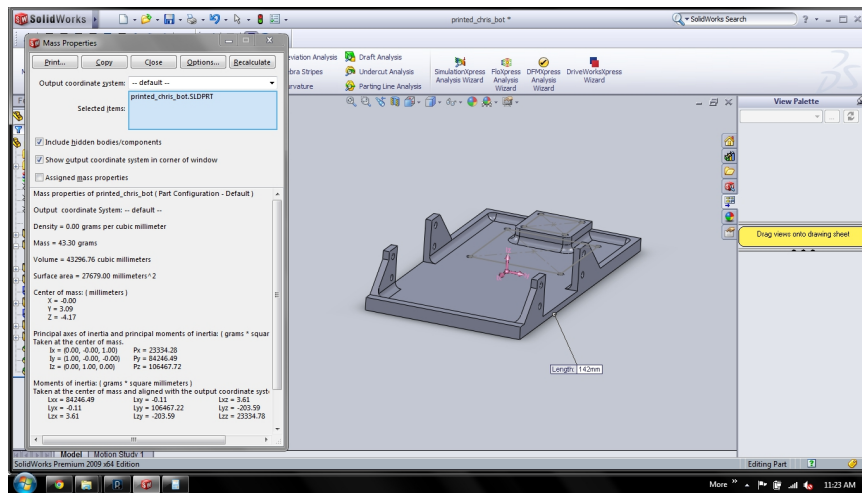 SolidWorks
printed_chris_bot *
SolidWorks Search
Mass Properties
Print...
Copy
Close
Options...
Recalculate
Output coordinate system:
-- default --
Selected items:
printed_chris_bot.SLDPRT
Include hidden bodies/components
Show output coordinate system in corner of window
Assigned mass properties
Mass properties of printed_chris_bot ( Part Configuration - Default )
Output coordinate System: -- default --
Density = 0.00 grams per cubic millimeter
Mass = 43.30 grams
Volume = 43296.76 cubic millimeters
Surface area = 27679.00 millimeters^2
Center of mass: ( millimeters )
X = -0.00
Y = 3.09
Z = -4.17
Principal axes of inertia and principal moments of inertia: ( grams * squar
Taken at the center of mass.
Ix = (0.00, -0.00, 1.00) Px = 23334.28
Iy = (1.00, -0.00, -0.00) Py = 84246.49
Iz = (0.00, 1.00, 0.00) Pz = 106467.72
Moments of inertia: ( grams * square millimeters )
Taken at the center of mass and aligned with the output coordinate syst
Lxx = 84246.49 Lxy = -0.11 Lxz = 3.61
Lyx = -0.11 Lyy = 106467.22 Lyz = -203.59
Lzx = 3.61 Lzy = -203.59 Lzz = 23334.78
eviation Analysis
Draft Analysis
ebra Stripes
Undercut Analysis
urvature
Parting Line Analysis
SimulationXpress Analysis Wizard
FloXpress Analysis Wizard
DFMXpress Analysis Wizard
DriveWorksXpress Wizard
View Palette
Drag views onto drawing sheet
Length: 142mm
Model
Motion Study 1
SolidWorks Premium 2009 x64 Edition
Editing Part
More
11:23 AM